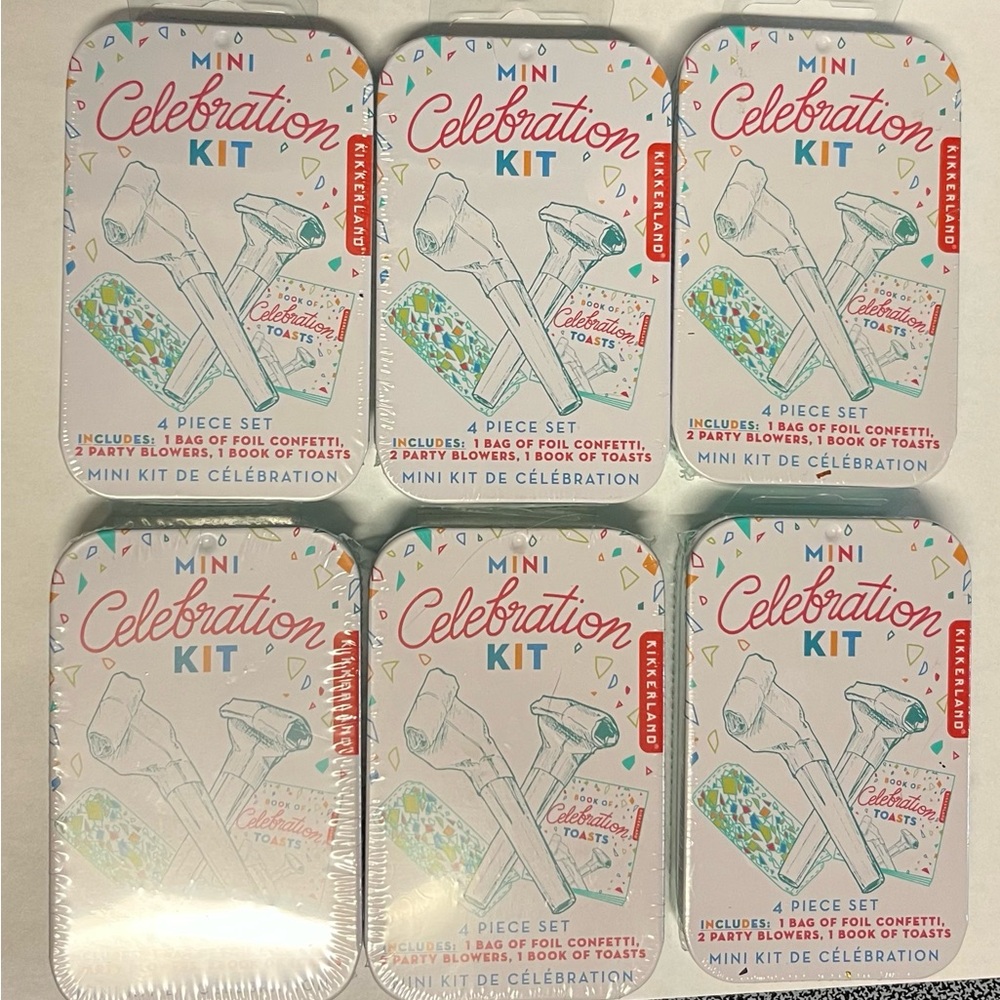 MINI
Celebration
KIT
KIKKERLAND®
BOOK OF
Celebration
TOASTS
4 PIECE SET
INCLUDES: 1 BAG OF FOIL CONFETTI,
2 PARTY BLOWERS, 1 BOOK OF TOASTS
MINI KIT DE CÉLÉBRATION
MINI
Celebration
KIT
KIKKERLAND®
BOOK OF
Celebration
TOASTS
4 PIECE SET
INCLUDES: 1 BAG OF FOIL CONFETTI,
2 PARTY BLOWERS, 1 BOOK OF TOASTS
MINI KIT DE CÉLÉBRATION
MINI
Celebration
KIT
KIKKERLAND®
BOOK OF
Celebration
TOASTS
4 PIECE SET
INCLUDES: 1 BAG OF FOIL CONFETTI,
2 PARTY BLOWERS, 1 BOOK OF TOASTS
MINI KIT DE CÉLÉBRATION
MINI
Celebration
KIT
KIKKERLAND
BOOK OF
Celebration
TOASTS
MINI
Celebration
KIT
KIKKERLAND®
BOOK OF
Celebration
TOASTS
4 PIECE SET
INCLUDES: 1 BAG OF FOIL CONFETTI,
PARTY BLOWERS, 1 BOOK OF TOASTS
MINI KIT DE CÉLÉBRATION
MINI
Celebration
KIT
KIKKERLAND®
BOOK OF
Celebration
TOASTS
4 PIECE SET
INCLUDES: 1 BAG OF FOIL CONFETTI,
2 PARTY BLOWERS, 1 BOOK OF TOASTS
MINI KIT DE CÉLÉBRATION